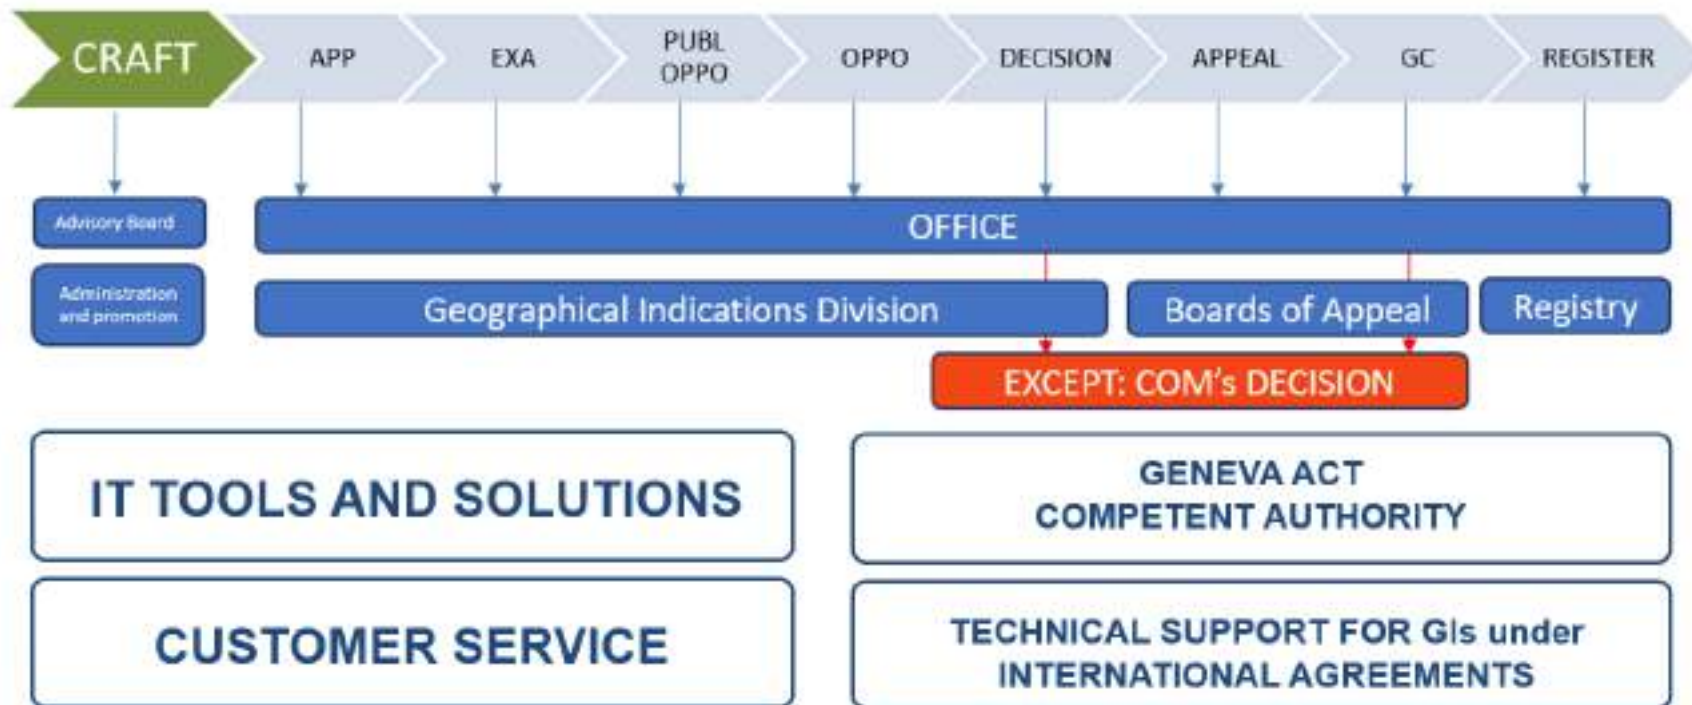 CRAFT
APP
EXA
PUBL
OPPO
OPPO
DECISION
APPEAL
GC
REGISTER
Advisory Board
OFFICE
Administration
and promotion
Geographical Indications Division
Boards of Appeal
Registry
EXCEPT: COM's DECISION
IT TOOLS AND SOLUTIONS
GENEVA ACT
COMPETENT AUTHORITY
CUSTOMER SERVICE
TECHNICAL SUPPORT FOR GIs under
INTERNATIONAL AGREEMENTS